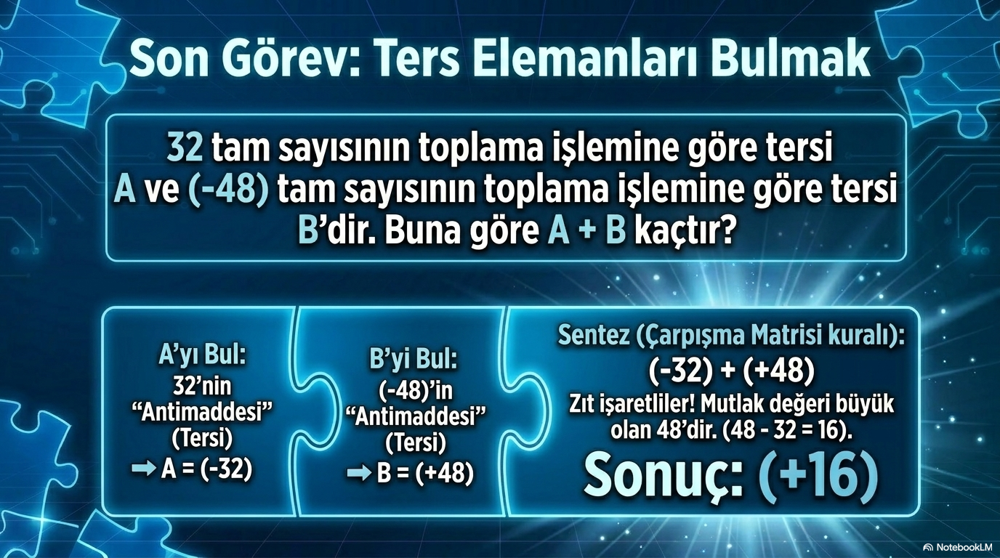 Son Görev: Ters Elemanları Bulmak
32 tam sayısının toplama işlemine göre tersi
A ve (-48) tam sayısının toplama işlemine göre tersi
B’dir. Buna göre A + B kaçtır?
A’yı Bul:
32’nin
“Antimaddesi”
(Tersi)
➡ A = (-32)
B’yi Bul:
(-48)’in
“Antimaddesi”
(Tersi)
➡ B = (+48)
Sentez (Çarpışma Matrisi kuralı):
(-32) + (+48)
Zıt işaretliler! Mutlak değeri büyük
olan 48’dir. (48 - 32 = 16).
Sonuç: (+16)
NotebookLM